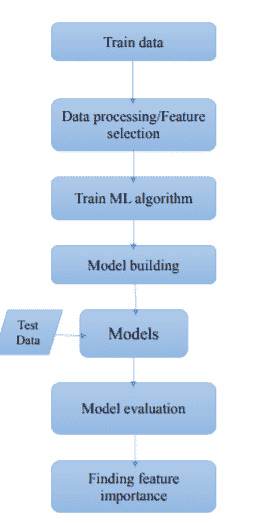 Train data
Data processing/Feature
selection
Train ML algorithm
Model building
Test
Data
Models
Model evaluation
Finding feature
importance